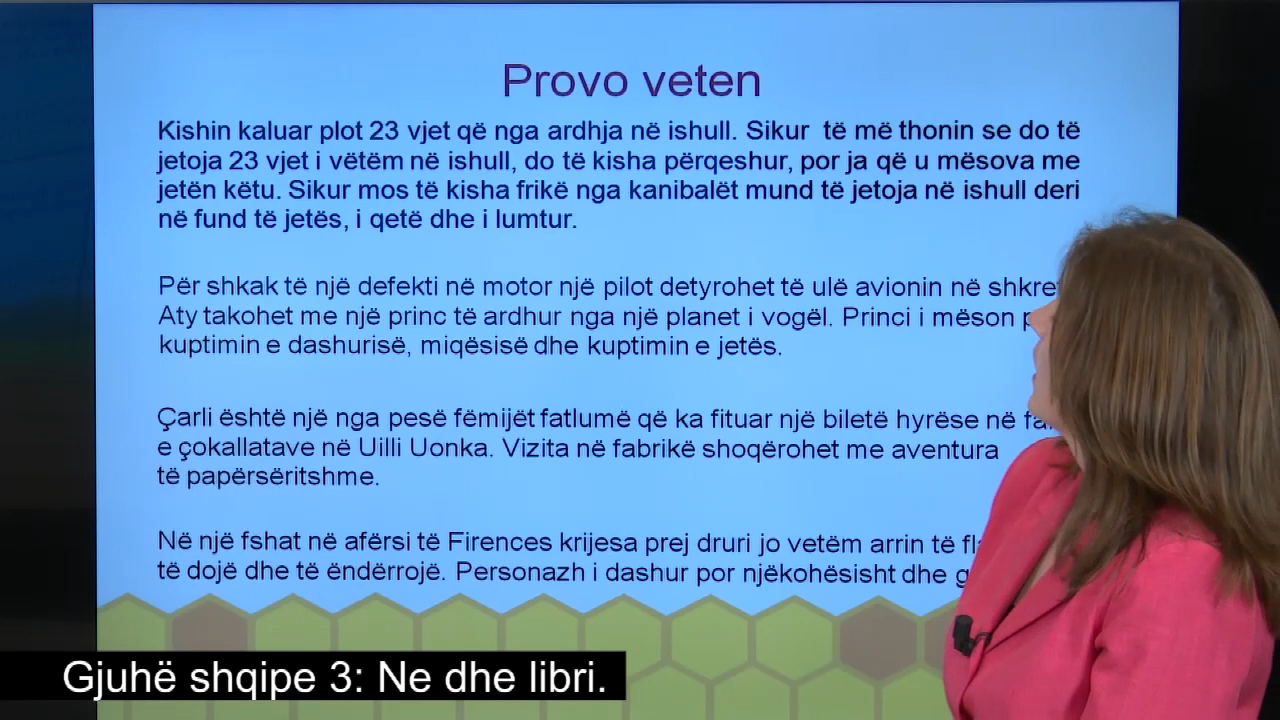 Provo veten
Kishin kaluar plot 23 vjet që nga ardhja në ishull. Sikur të më thonin se do të
jetoja 23 vjet i vëtëm në ishull, do të kisha përqeshur, por ja që u mësova me
jetën këtu. Sikur mos të kisha frikë nga kanibalët mund të jetoja në ishull deri
në fund të jetës, i qetë dhe i lumtur.
Për shkak të një defekti në motor një pilot detyrohet të ulë avionin në
Aty takohet me një princ të ardhur nga një planet i vogël. Princi i mëson
kuptimin e dashurisë, miqësisë dhe kuptimin e jetës.
Çarli është një nga pesë fëmijët fatlumë që ka fituar një biletë hyrëse në
e çokallatave në Uilli Uonka. Vizita në fabrikë shoqërohet me aventura
të papërsëritshme.
Në një fshat në afërsi të Firences krijesa prej druri jo vetëm arrin të
të dojë dhe të ëndërrojë. Personazh i dashur por njëkohësisht dhe
Gjuhë shqipe 3: Ne dhe libri.